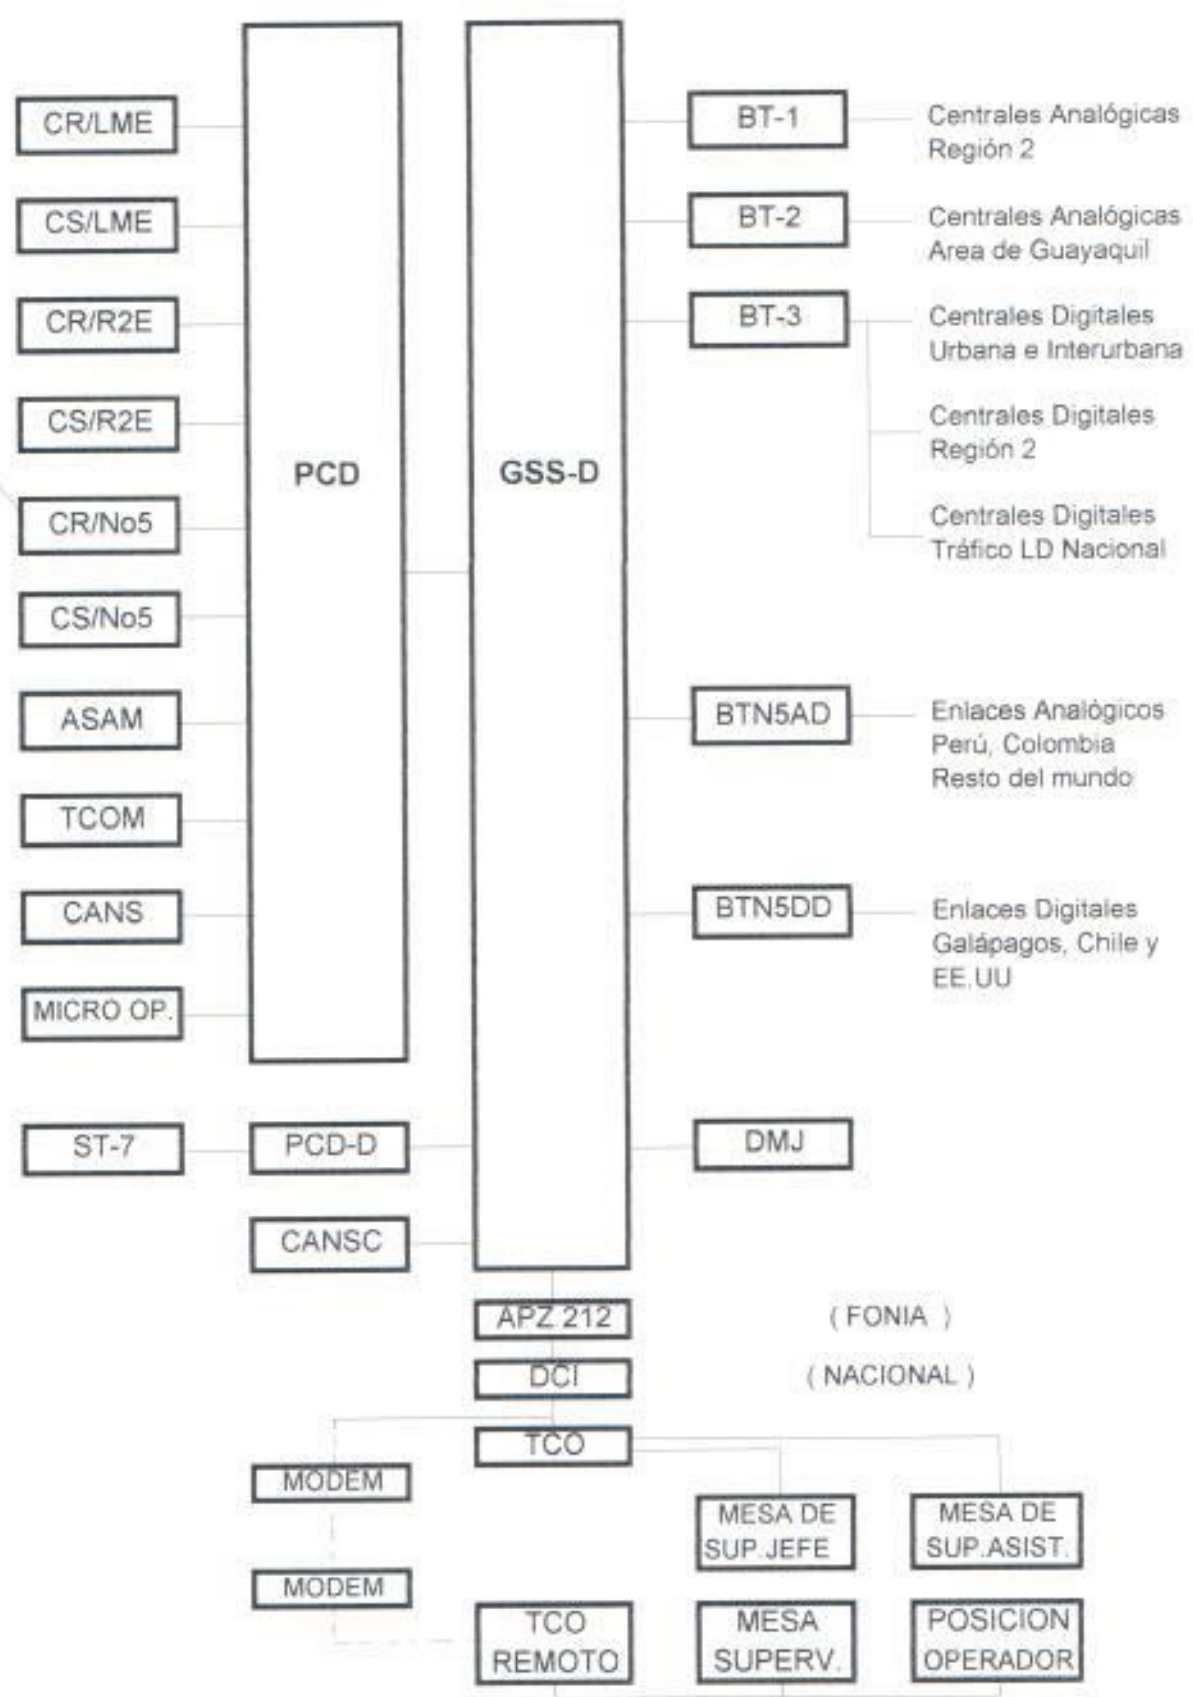 CR/LME
CS/LME
CR/R2E
CS/R2E
CR/No5
CS/No5
ASAM
TCOM
CANS
MICRO OP.
ST-7
PCD
PCD-D
CANSC
GSS-D
BT-1
Centrales Analógicas
Región 2
BT-2
Centrales Analógicas
Area de Guayaquil
BT-3
Centrales Digitales
Urbana e Interurbana
Centrales Digitales
Región 2
Centrales Digitales
Tráfico LD Nacional
BTN5AD
Enlaces Analógicos
Perú, Colombia
Resto del mundo
BTN5DD
Enlaces Digitales
Galápagos, Chile y
EE.UU
DMJ
APZ 212
( FONIA )
DCI
( NACIONAL )
TCO
MODEM
MODEM
MESA DE
SUP.JEFE
MESA DE
SUP.ASIST.
TCO
REMOTO
MESA
SUPERV.
POSICION
OPERADOR